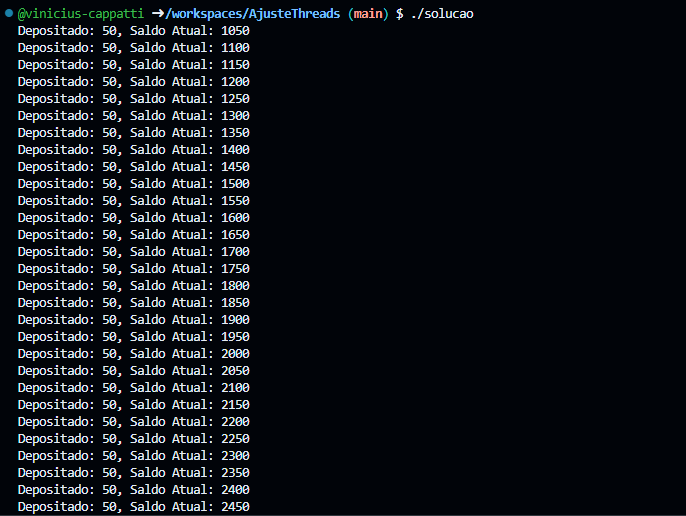 @vinicius-cappatti ➜/workspaces/AjusteThreads (main) $ ./solucao
Depositado: 50, Saldo Atual: 1050
Depositado: 50, Saldo Atual: 1100
Depositado: 50, Saldo Atual: 1150
Depositado: 50, Saldo Atual: 1200
Depositado: 50, Saldo Atual: 1250
Depositado: 50, Saldo Atual: 1300
Depositado: 50, Saldo Atual: 1350
Depositado: 50, Saldo Atual: 1400
Depositado: 50, Saldo Atual: 1450
Depositado: 50, Saldo Atual: 1500
Depositado: 50, Saldo Atual: 1550
Depositado: 50, Saldo Atual: 1600
Depositado: 50, Saldo Atual: 1650
Depositado: 50, Saldo Atual: 1700
Depositado: 50, Saldo Atual: 1750
Depositado: 50, Saldo Atual: 1800
Depositado: 50, Saldo Atual: 1850
Depositado: 50, Saldo Atual: 1900
Depositado: 50, Saldo Atual: 1950
Depositado: 50, Saldo Atual: 2000
Depositado: 50, Saldo Atual: 2050
Depositado: 50, Saldo Atual: 2100
Depositado: 50, Saldo Atual: 2150
Depositado: 50, Saldo Atual: 2200
Depositado: 50, Saldo Atual: 2250
Depositado: 50, Saldo Atual: 2300
Depositado: 50, Saldo Atual: 2350
Depositado: 50, Saldo Atual: 2400
Depositado: 50, Saldo Atual: 2450